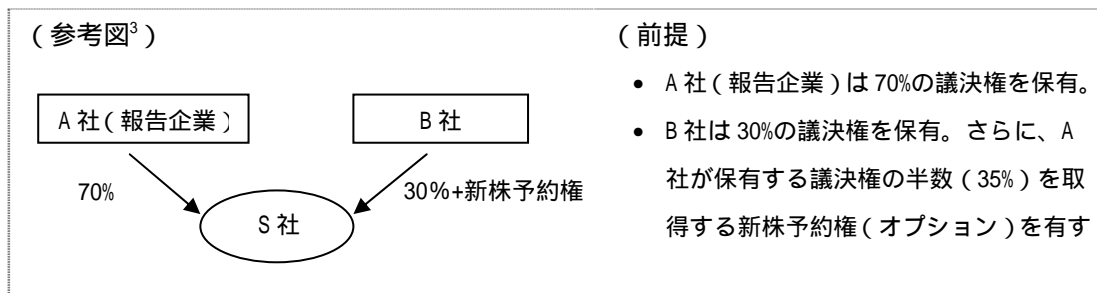 (参考図3)
A社(報告企業)
B社
70%
30%+新株予約権
S社
(前提)
• A社(報告企業)は70%の議決権を保有。
• B社は30%の議決権を保有。さらに、A
社が保有する議決権の半数(35%)を取
得する新株予約権(オプション)を有す